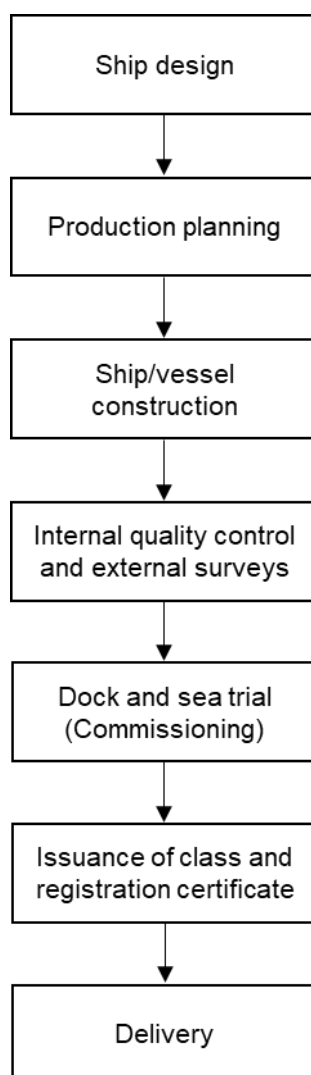 Ship design
Production planning
Ship/vessel
construction
Internal quality control
and external surveys
Dock and sea trial
(Commissioning)
Issuance of class and
registration certificate
Delivery